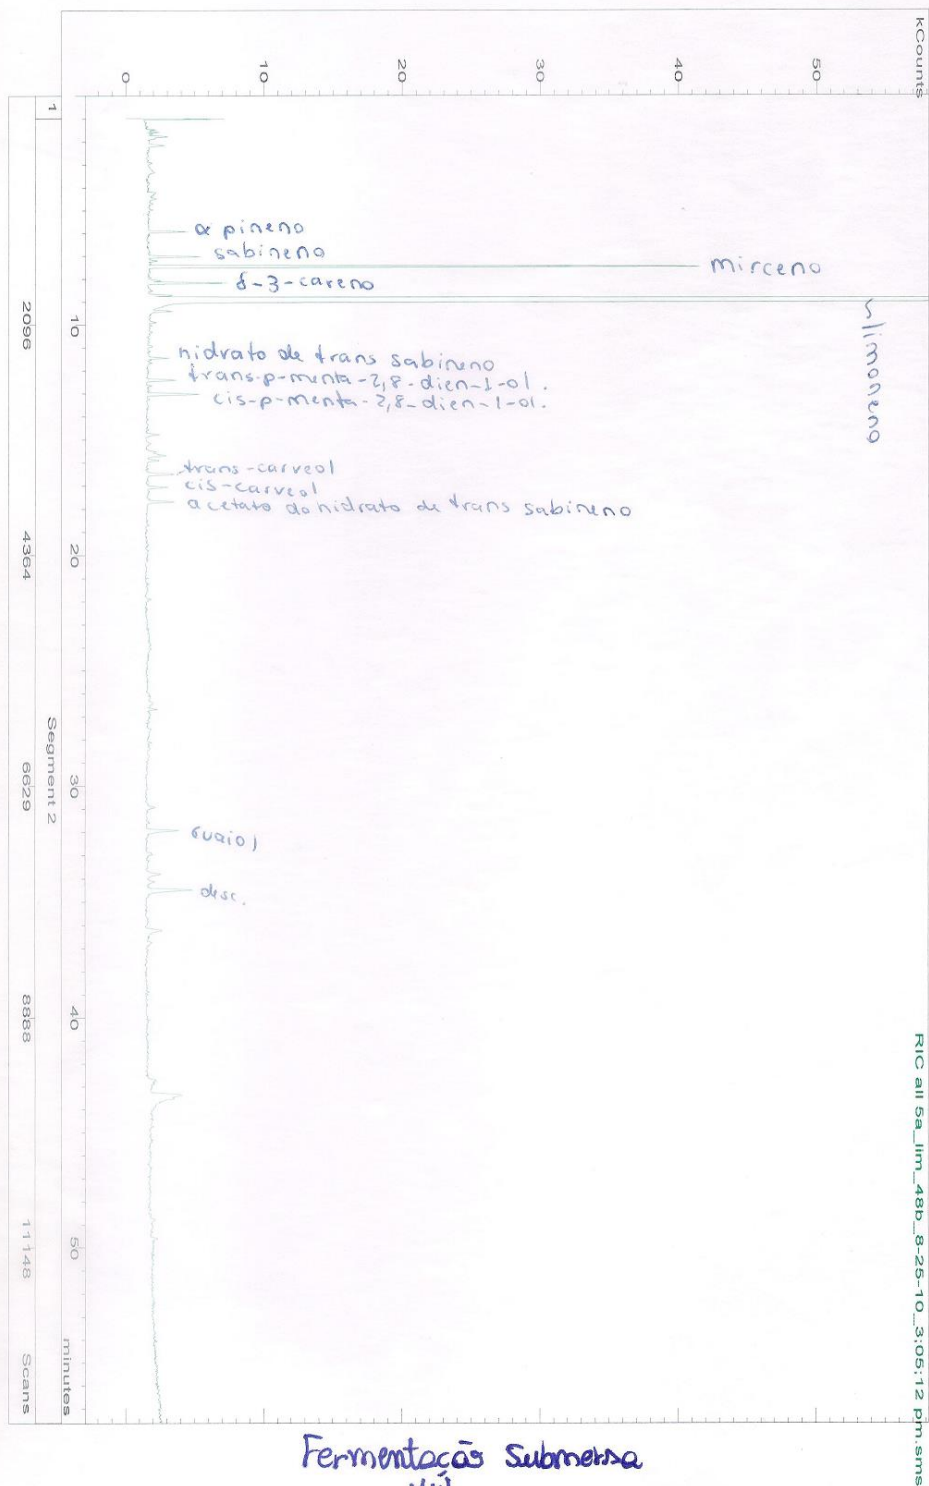 kCounts
50
40
30
20
10
0
RIC all 5a_lim_48b_8-25-10_3;05;12 pm.sms
α pineno
sabineno
mirceno
δ-3-careno
limoneno
hidrato de trans sabineno
trans-p-menta-2,8-dien-1-ol.
cis-p-menta-2,8-dien-1-ol.
trans-carveol
cis-carveol
acetato do hidrato de trans sabineno
guaiol
desc.
10
20
30
40
50
minutes
1
Segment 2
2096
4364
6629
8888
11148
Scans
Fermentação Submersa